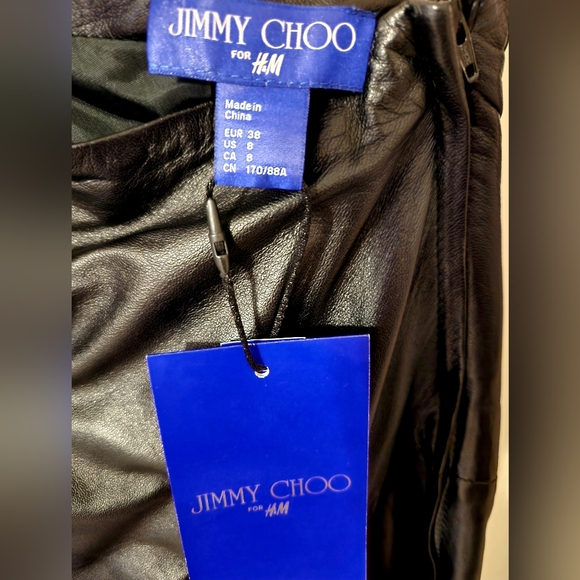 JIMMY CHOO
FOR H&M
Made in
China
EUR 38
US 8
CA 8
CN 170/88A
JIMMY CHOO
FOR H&M